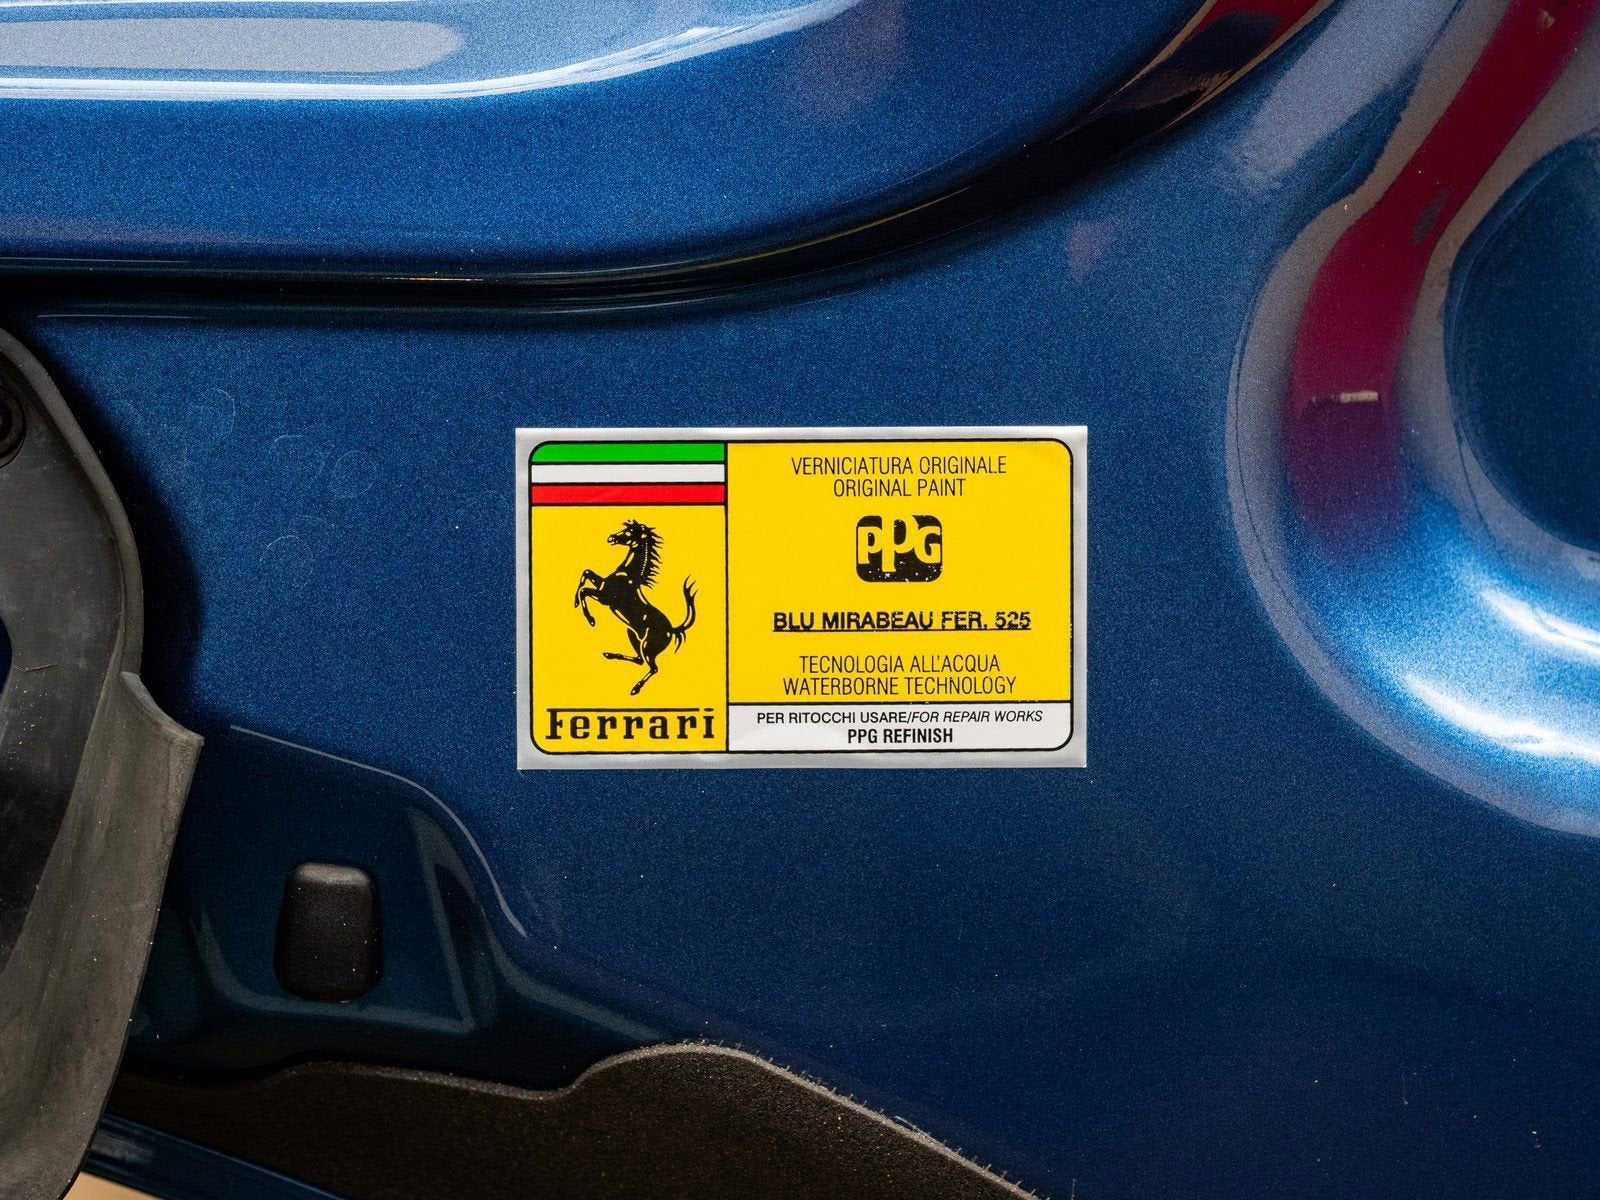 Ferrari
VERNICIATURA ORIGINALE
ORIGINAL PAINT
PPG
BLU MIRABEAU FER. 525
TECNOLOGIA ALL'ACQUA
WATERBORNE TECHNOLOGY
PER RITOCCHI USARE/FOR REPAIR WORKS
PPG REFINISH